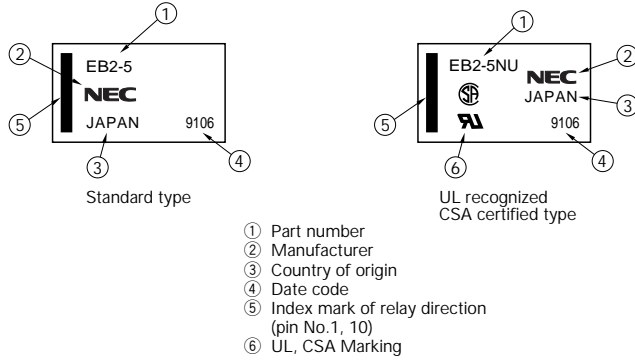 ①
②
EB2-5
NEC
⑤
JAPAN 9106
③
④
Standard type
①
EB2-5NU
②
NEC
JAPAN
③
SA
⑤
RU
9106
⑥
④
UL recognized
CSA certified type
① Part number
② Manufacturer
③ Country of origin
④ Date code
⑤ Index mark of relay direction
(pin No.1, 10)
⑥ UL, CSA Marking